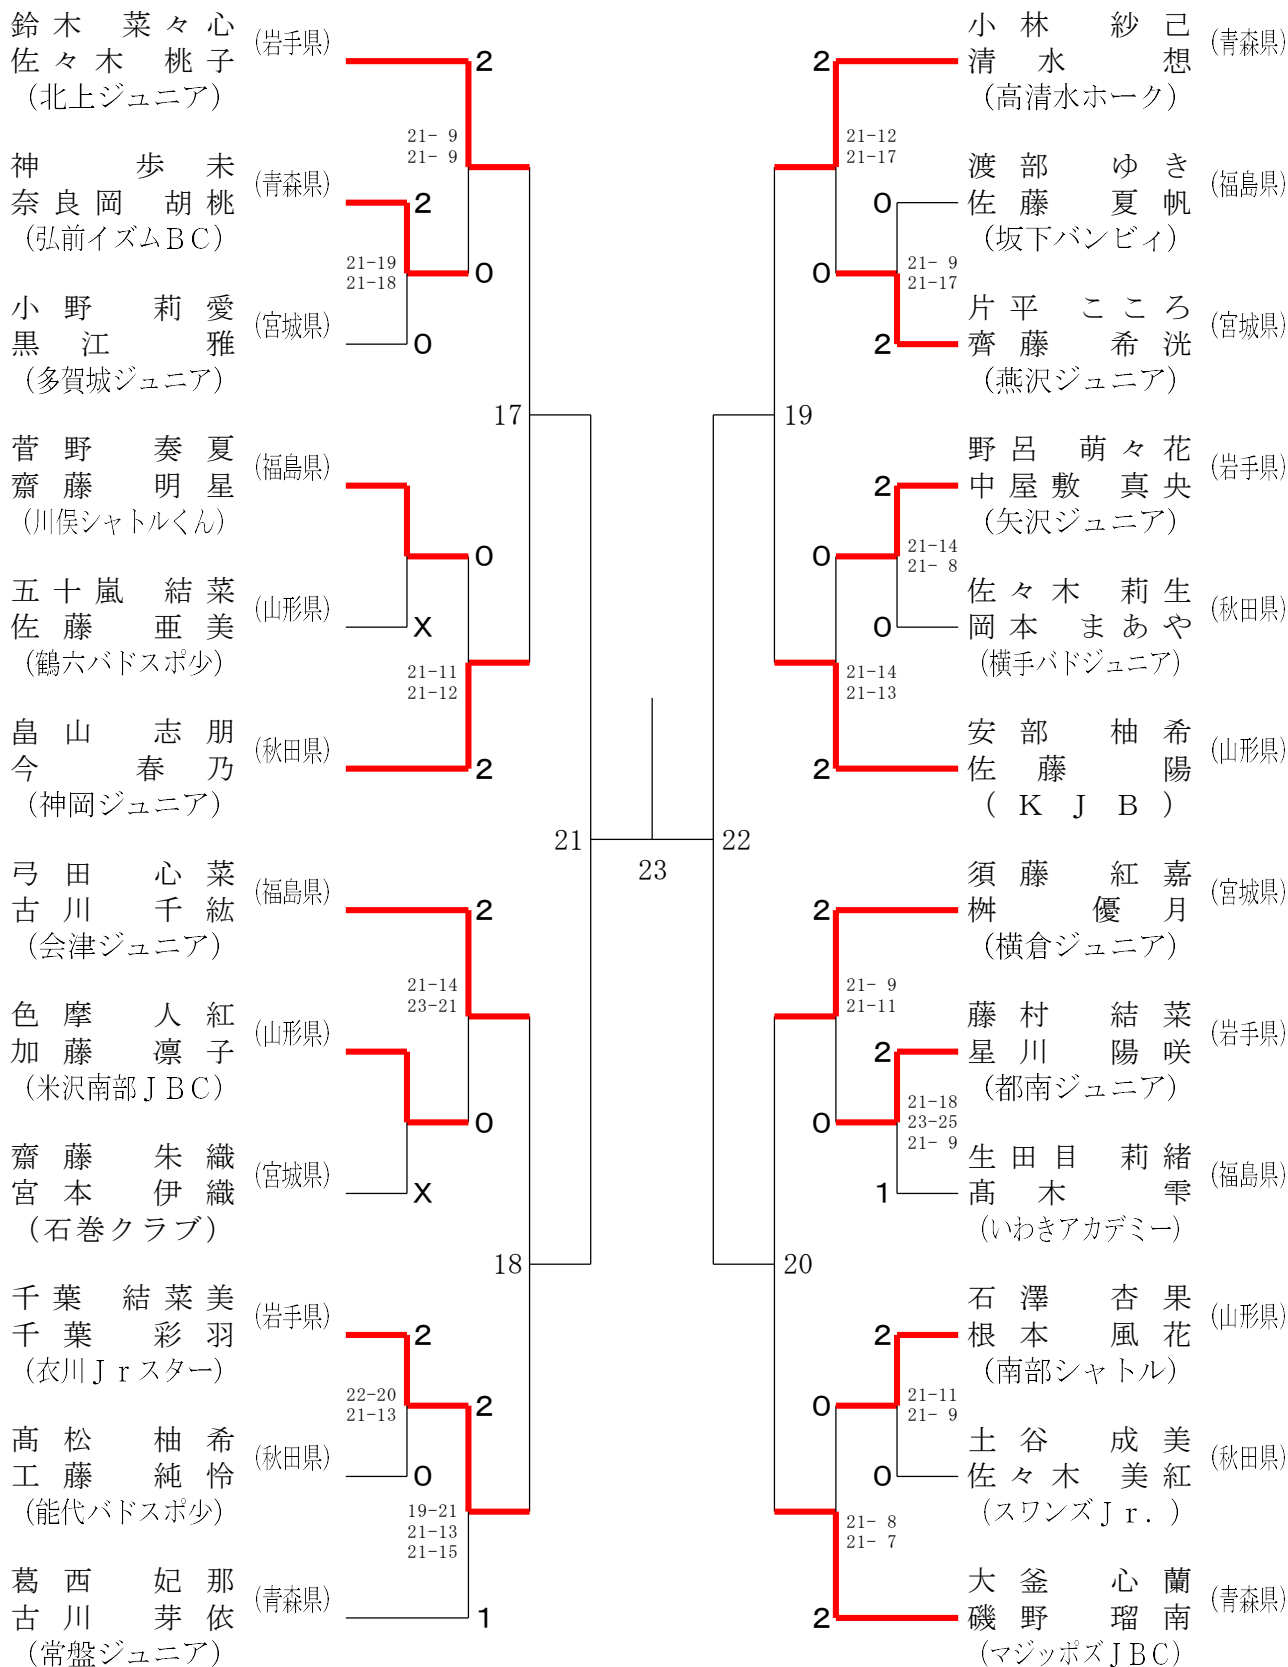 鈴木 菜々心
佐々木 桃子
(北上ジュニア)
(岩手県)
2
21- 9
21- 9
神 歩未
奈良岡 胡桃
(弘前イズムBC)
(青森県)
2
21-19
21-18
0
小野 莉愛
黒江 雅
(多賀城ジュニア)
(宮城県)
0
17
菅野 奏夏
齋藤 明星
(川俣シャトルくん)
(福島県)
0
五十嵐 結菜
佐藤 亜美
(鶴六バドスポ少)
(山形県)
X
21-11
21-12
畠山 志朋
今 春乃
(神岡ジュニア)
(秋田県)
2
21
弓田 心菜
古川 千紘
(会津ジュニア)
(福島県)
2
21-14
23-21
色摩 人紅
加藤 凛子
(米沢南部JBC)
(山形県)
0
齋藤 朱織
宮本 伊織
(石巻クラブ)
(宮城県)
X
18
千葉 結菜美
千葉 彩羽
(衣川Jrスター)
(岩手県)
2
22-20
21-13
2
髙松 柚希
工藤 純怜
(能代バドスポ少)
(秋田県)
0
19-21
21-13
21-15
葛西 妃那
古川 芽依
(常盤ジュニア)
(青森県)
1
23
小林 紗己
清水 想
(高清水ホーク)
(青森県)
2
21-12
21-17
渡部 ゆき
佐藤 夏帆
(坂下バンビィ)
(福島県)
0
21- 9
21-17
0
片平 こころ
齊藤 希洸
(燕沢ジュニア)
(宮城県)
2
19
野呂 萌々花
中屋敷 真央
(矢沢ジュニア)
(岩手県)
2
21-14
21- 8
0
佐々木 莉生
岡本 まあや
(横手バドジュニア)
(秋田県)
0
21-14
21-13
安部 柚希
佐藤 陽
(KJB)
(山形県)
2
22
須藤 紅嘉
桝 優月
(横倉ジュニア)
(宮城県)
2
21- 9
21-11
藤村 結菜
星川 陽咲
(都南ジュニア)
(岩手県)
2
21-18
23-25
21- 9
0
生田目 莉緒
髙木 雫
(いわきアカデミー)
(福島県)
1
20
石澤 杏果
根本 風花
(南部シャトル)
(山形県)
2
21-11
21- 9
0
土谷 成美
佐々木 美紅
(スワンズJr.)
(秋田県)
0
21- 8
21- 7
大釜 心蘭
磯野 瑠南
(マジッポズJBC)
(青森県)
2